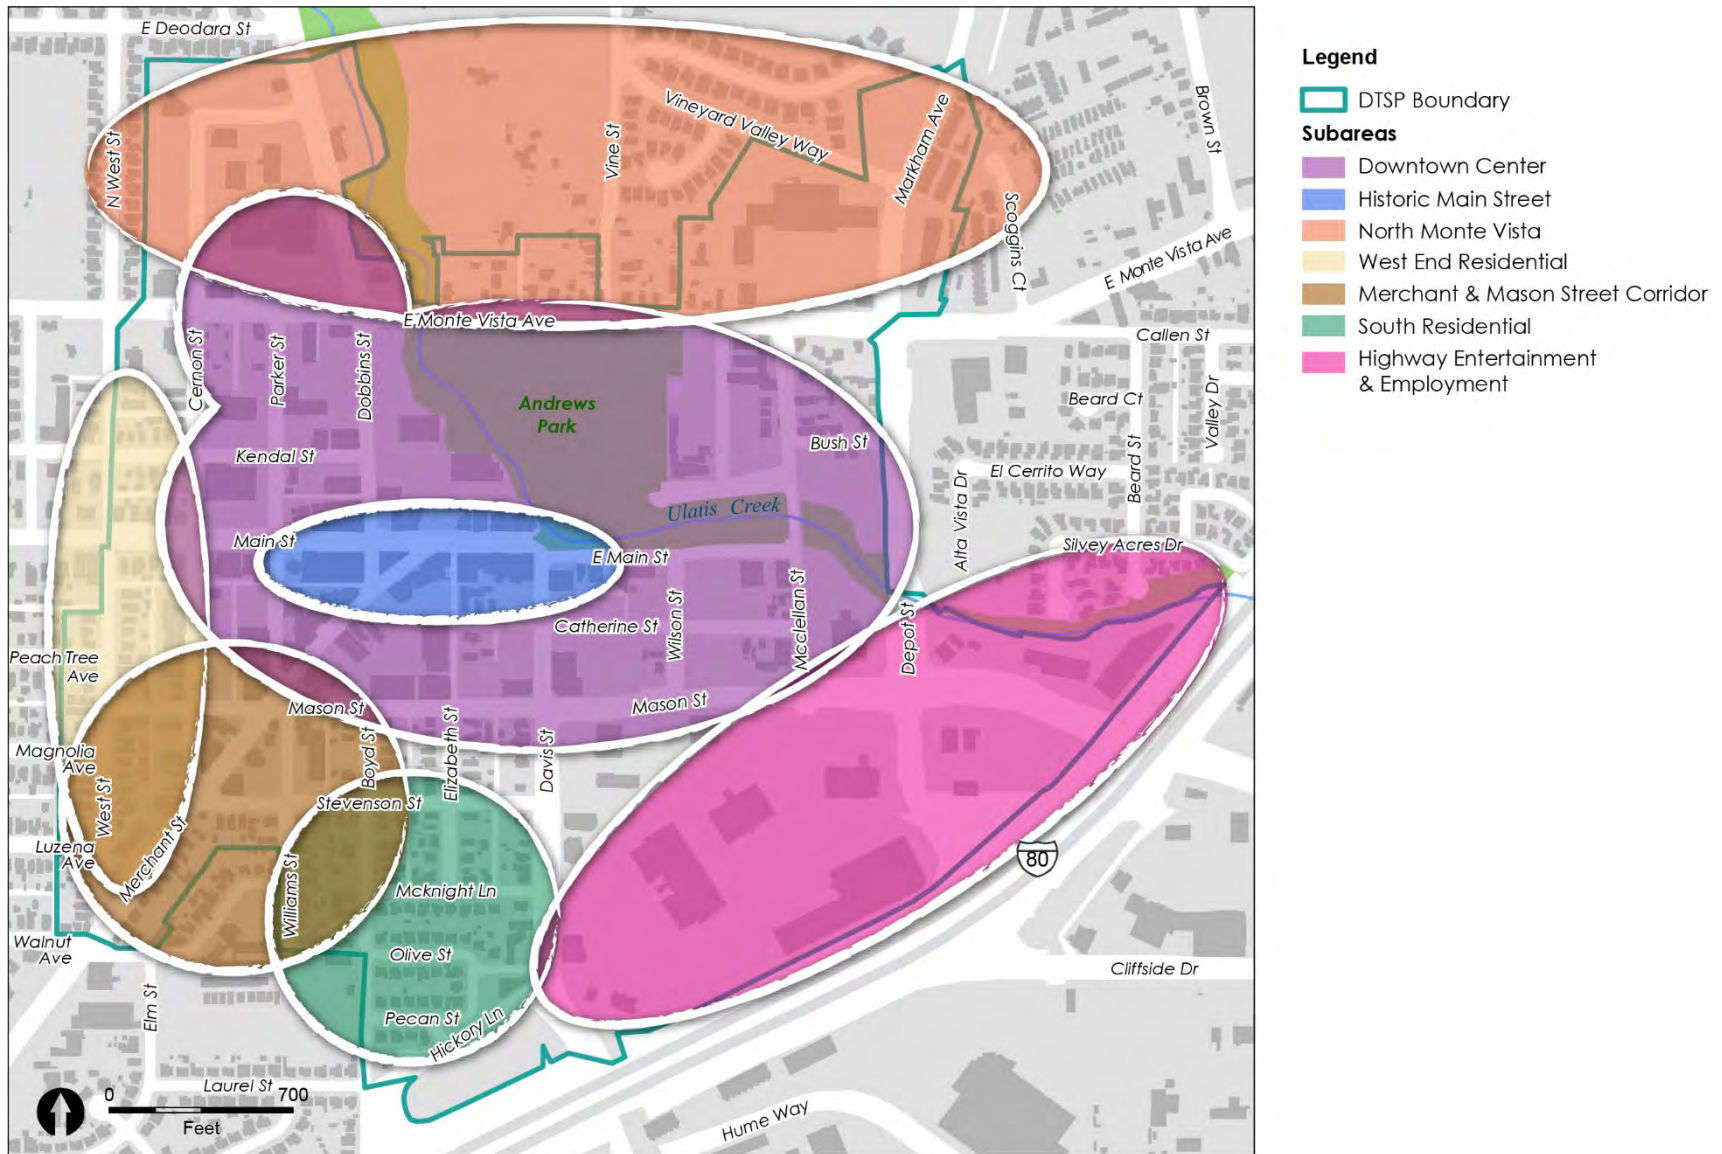 E Deodara St
N West St
Vine St
Vineyard Valley Way
Markham Ave
Scoggins Ct
Brown St
E Monte Vista Ave
E Monte Vista Ave
Callen St
Cernon St
Parker St
Dobbins St
Andrews
Park
Beard Ct
Valley Dr
Kendal St
Bush St
El Cerrito Way
Beard St
Alta Vista Dr
Ulatis Creek
Main St
E Main St
Silvey Acres Dr
Catherine St
Wilson St
Mcclellan St
Depot St
Peach Tree
Ave
Mason St
Mason St
Magnolia
Ave
West St
Boyd St
Elizabeth St
Davis St
Stevenson St
Luzena
Ave
Merchant St
Williams St
Mcknight Ln
80
Walnut
Ave
Olive St
Cliffside Dr
Elm St
Pecan St
Hickory Ln
Laurel St
Hume Way
0 700
Feet
Legend
DTSP Boundary
Subareas
Downtown Center
Historic Main Street
North Monte Vista
West End Residential
Merchant & Mason Street Corridor
South Residential
Highway Entertainment
& Employment